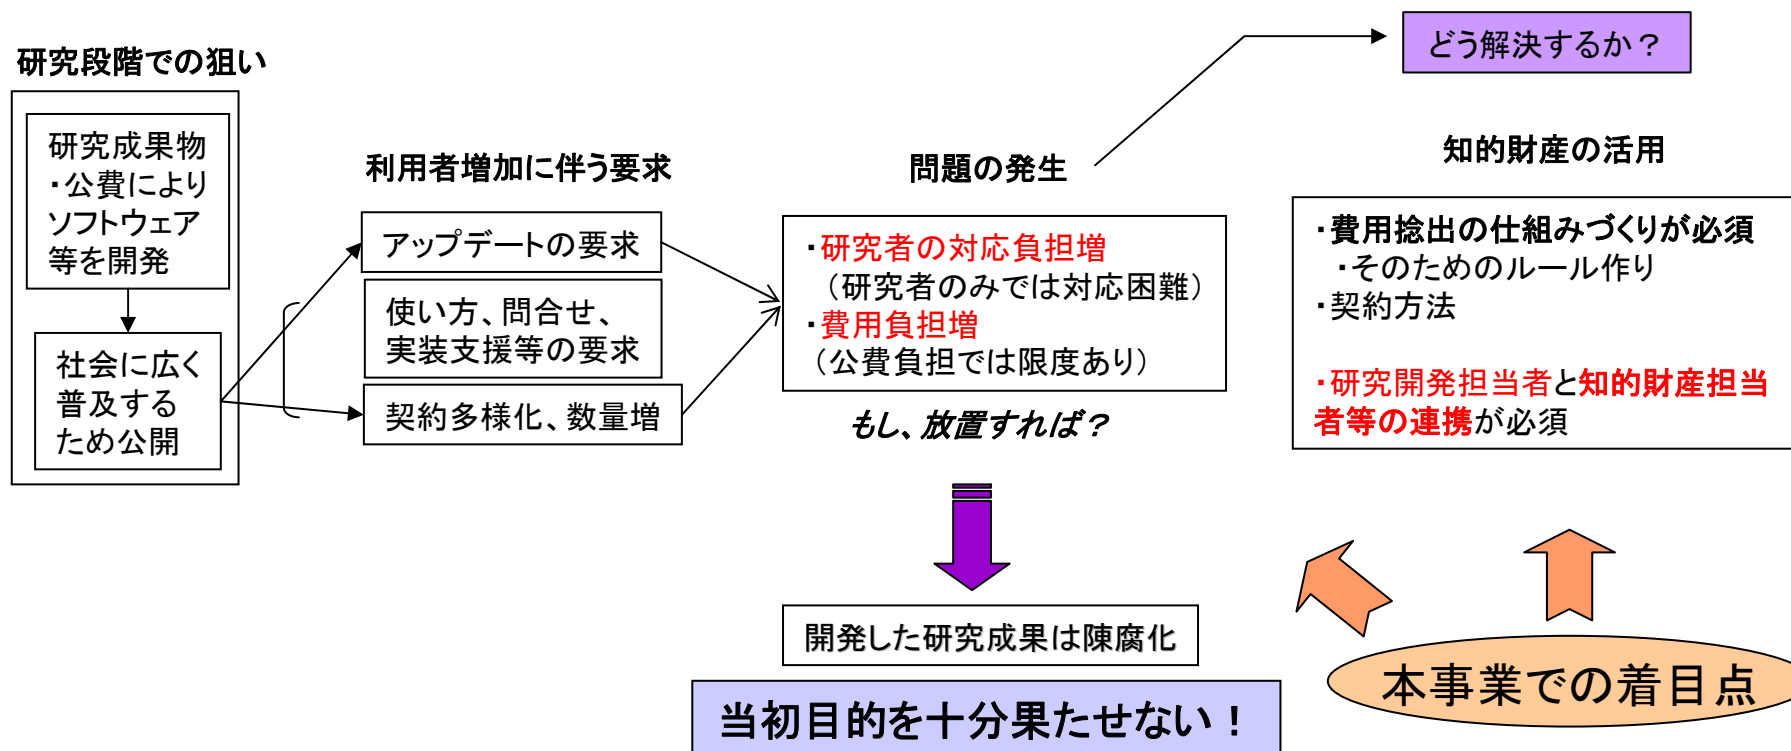 研究段階での狙い
研究成果物
・公費により
ソフトウェア
等を開発
社会に広く
普及する
ため公開
利用者増加に伴う要求
アップデートの要求
使い方、問合せ、
実装支援等の要求
契約多様化、数量増
問題の発生
・研究者の対応負担増
（研究者のみでは対応困難）
・費用負担増
（公費負担では限度あり）
もし、放置すれば？
開発した研究成果は陳腐化
当初目的を十分果たせない！
どう解決するか？
知的財産の活用
・費用捻出の仕組みづくりが必須
・そのためのルール作り
・契約方法
・研究開発担当者と知的財産担当
者等の連携が必須
本事業での着目点